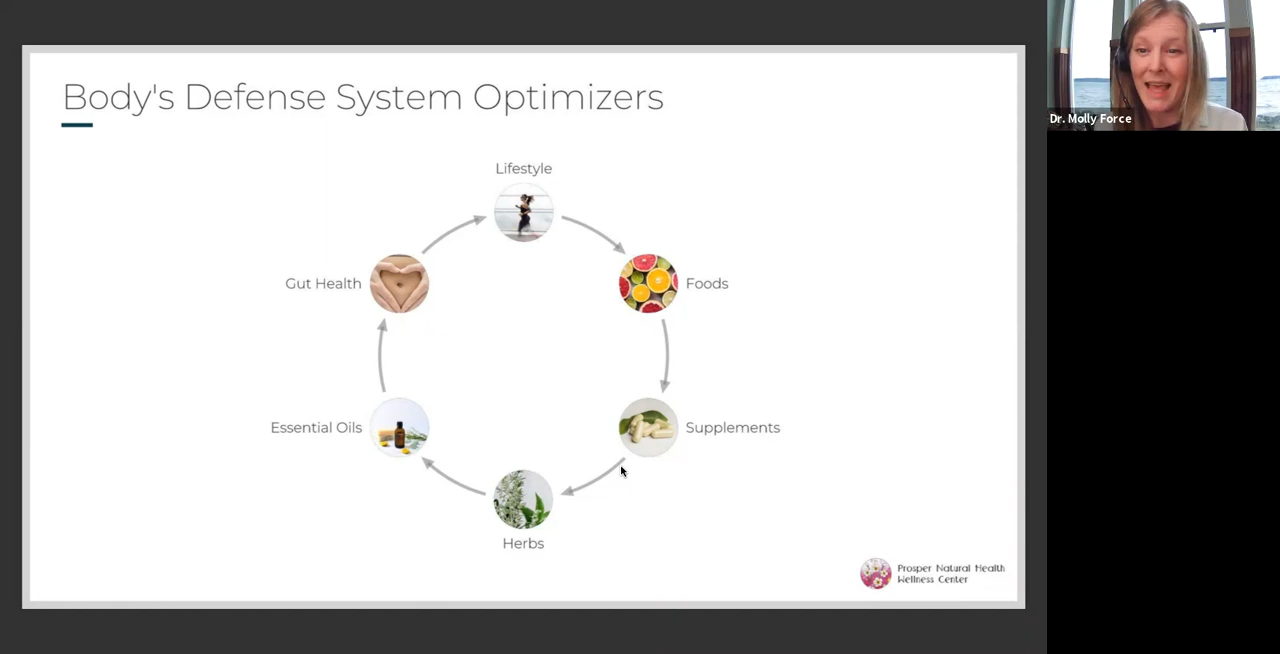 Body's Defense System Optimizers
Lifestyle
Gut Health
Foods
Essential Oils
Supplements
Herbs
Prosper Natural Health
Wellness Center
Dr. Molly Force